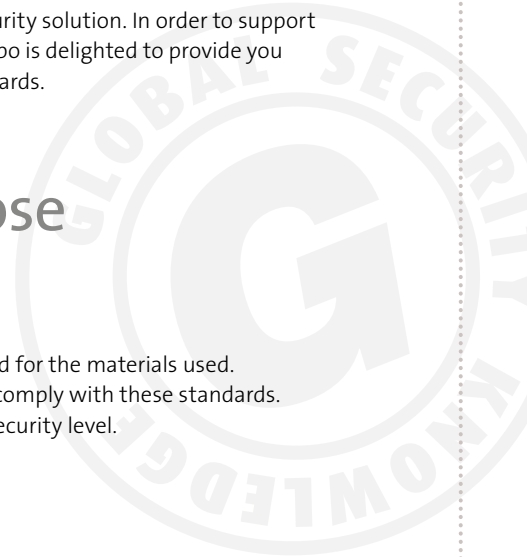 urity solution. In order to support
oo is delighted to provide you
ards.
ose
d for the materials used.
comply with these standards.
ecurity level.
GLOBAL SECURITY KNOWLEDGE
G